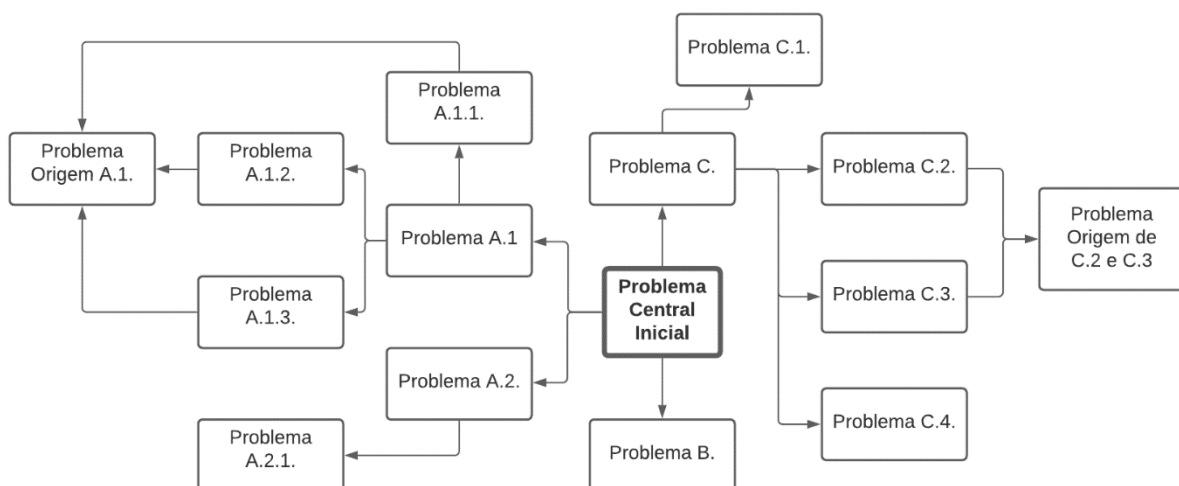 Problema C.1.
Problema
A.1.1.
Problema
Origem A.1.
Problema
A.1.2.
Problema C.
Problema C.2.
Problema
Origem de
C.2 e C.3
Problema A.1
Problema
Central
Inicial
Problema C.3.
Problema
A.1.3.
Problema A.2.
Problema C.4.
Problema
A.2.1.
Problema B.